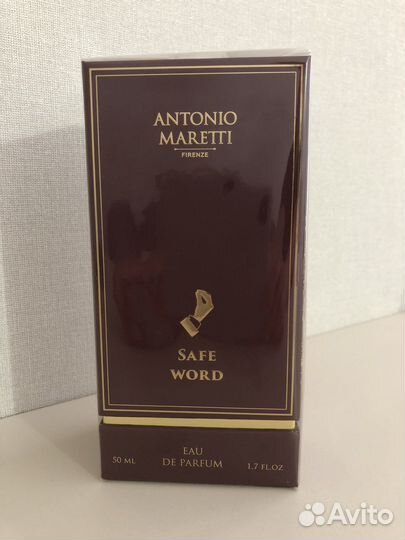 ANTONIO
MARETTI
FIRENZE
SAFE
WORD
EAU
DE PARFUM
50 ML
1.7 FL.OZ
Avito